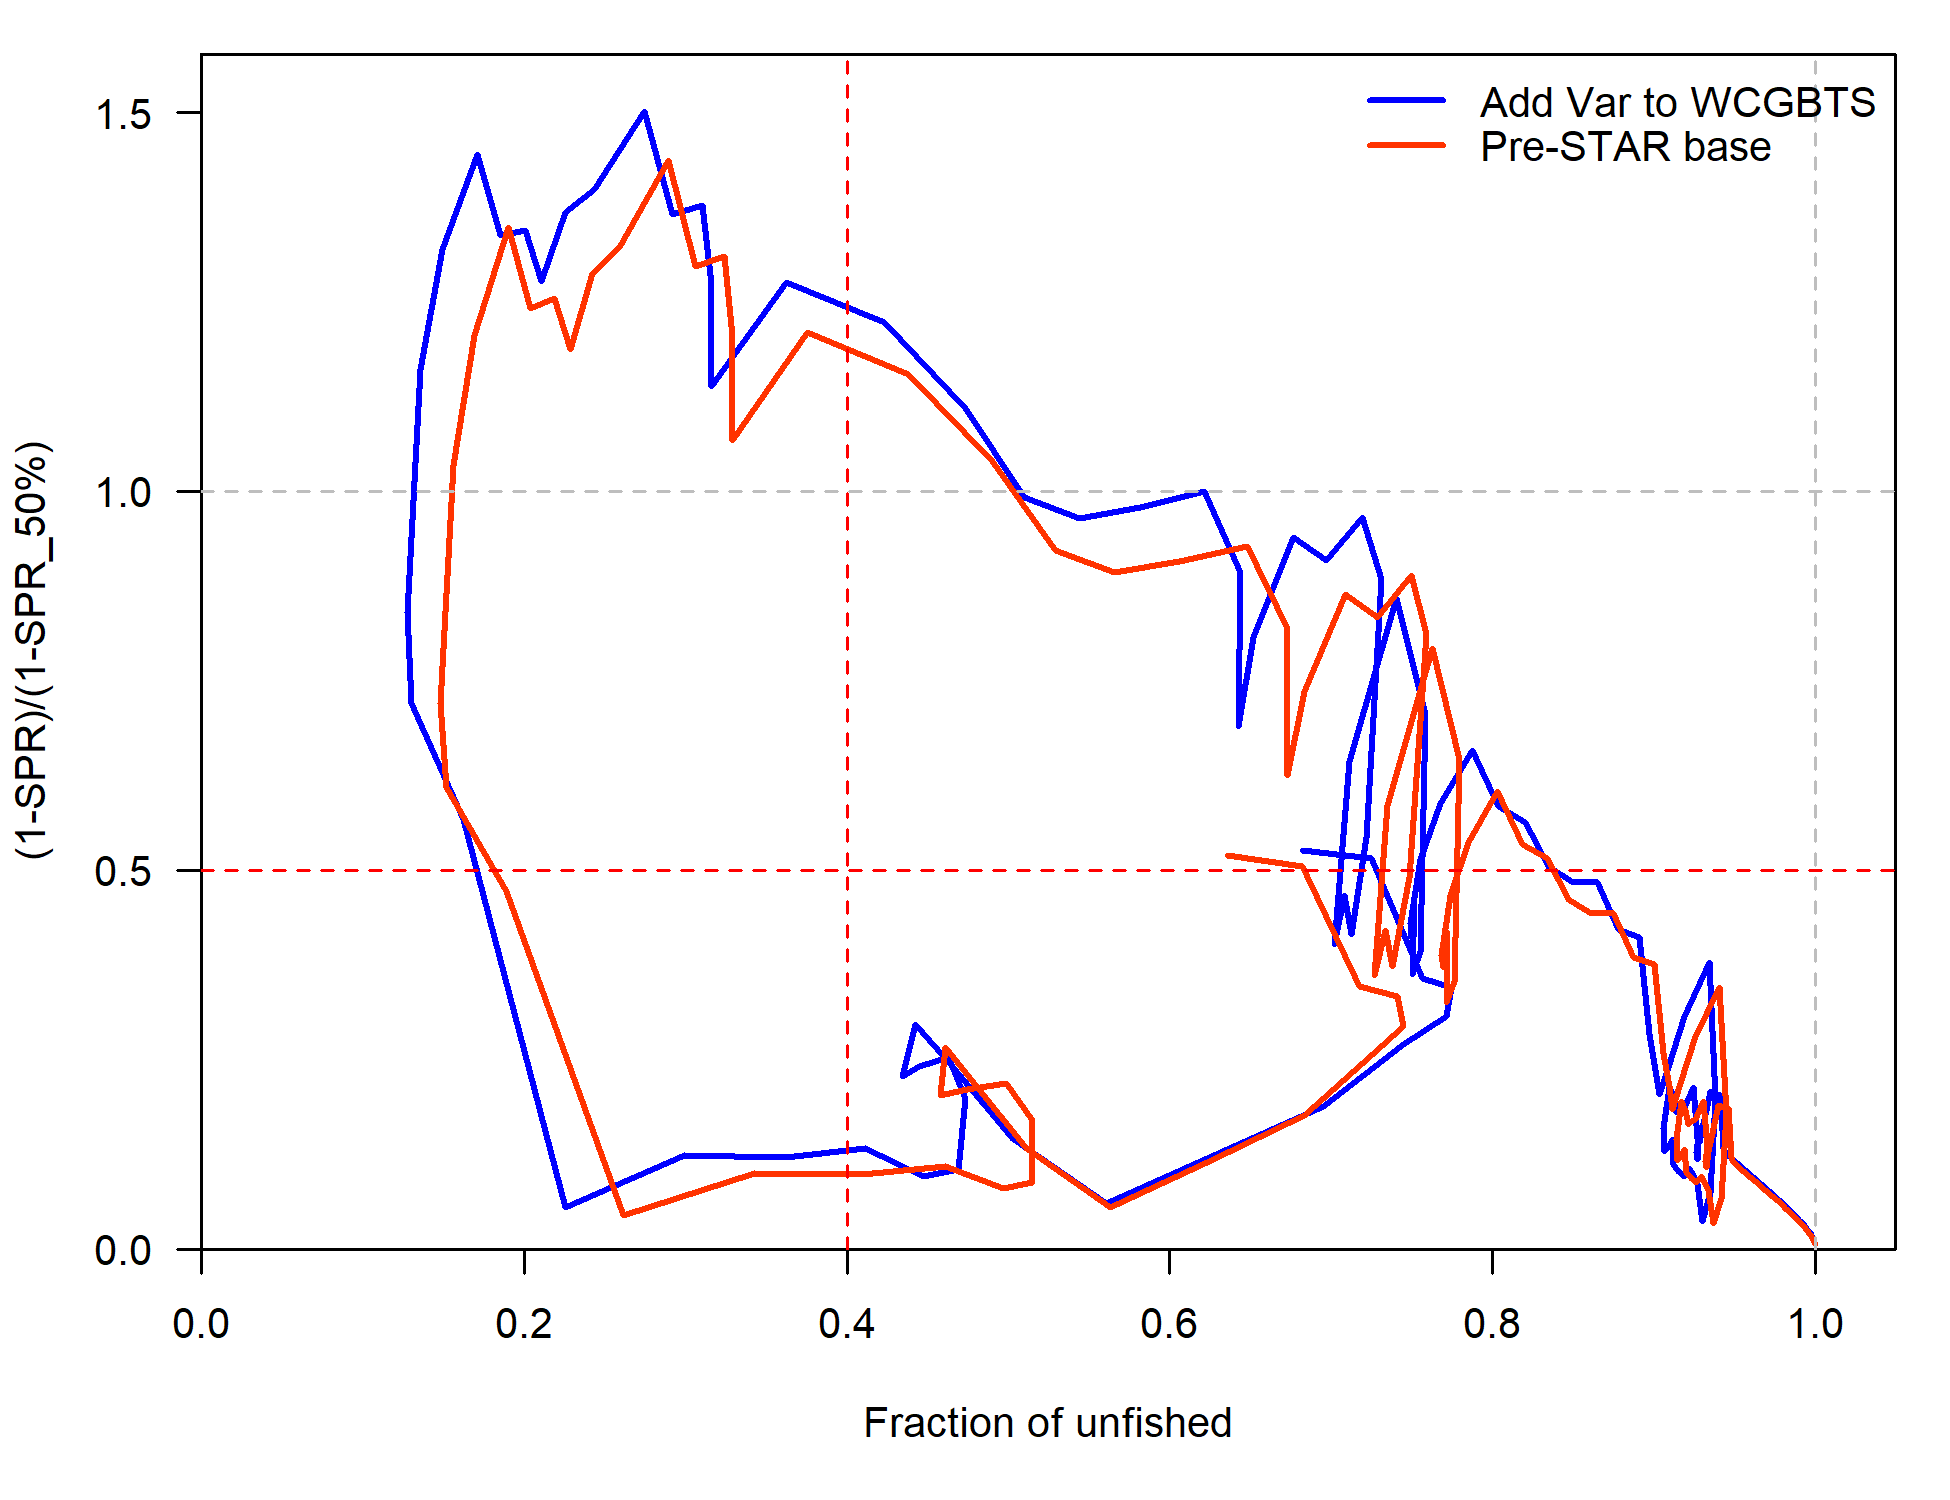 Add Var to WCGBTS
Pre-STAR base
(1-SPR)/(1-SPR_50%)
1.5
1.0
0.5
0.0
0.0 0.2 0.4 0.6 0.8 1.0
Fraction of unfished